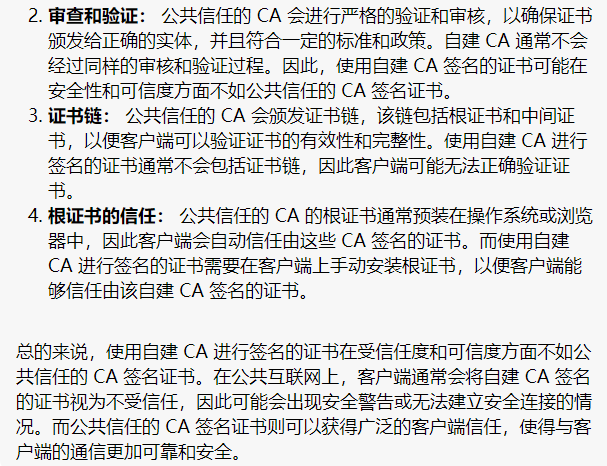 2. 审查和验证： 公共信任的 CA 会进行严格的验证和审核，以确保证书
颁发给正确的实体，并且符合一定的标准和政策。自建 CA 通常不会
经过同样的审核和验证过程。因此，使用自建 CA 签名的证书可能在
安全性和可信度方面不如公共信任的 CA 签名证书。
3. 证书链： 公共信任的 CA 会颁发证书链，该链包括根证书和中间证
书，以便客户端可以验证证书的有效性和完整性。使用自建 CA 进行
签名的证书通常不会包括证书链，因此客户端可能无法正确验证证
书。
4. 根证书的信任： 公共信任的 CA 的根证书通常预装在操作系统或浏览
器中，因此客户端会自动信任由这些 CA 签名的证书。而使用自建
CA 进行签名的证书需要在客户端上手动安装根证书，以便客户端能
够信任由该自建 CA 签名的证书。
总的来说，使用自建 CA 进行签名的证书在受信任度和可信度方面不如公
共信任的 CA 签名证书。在公共互联网上，客户端通常会将自建 CA 签名
的证书视为不受信任，因此可能会出现安全警告或无法建立安全连接的情
况。而公共信任的 CA 签名证书则可以获得广泛的客户端信任，使得与客
户端的通信更加可靠和安全。